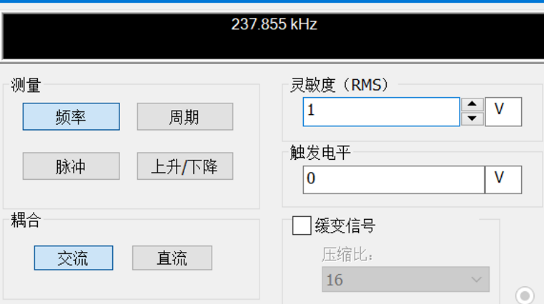 237.855 kHz
测量
频率
周期
脉冲
上升/下降
耦合
交流
直流
灵敏度（RMS）
1
V
触发电平
0
V
缓变信号
压缩比：
16